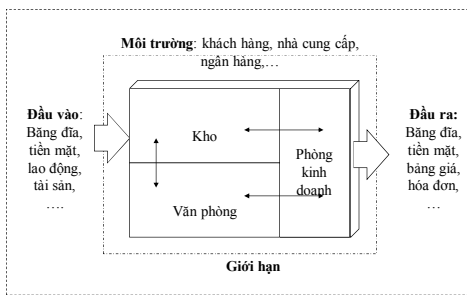 Môi trường: khách hàng, nhà cung cấp,
ngân hàng,…
Đầu vào:
Băng đĩa,
tiền mặt,
lao động,
tài sản,
….
Kho
Văn phòng
Phòng
kinh
doanh
Đầu ra:
Băng đĩa,
tiền mặt,
bảng giá,
hóa đơn,
…
Giới hạn